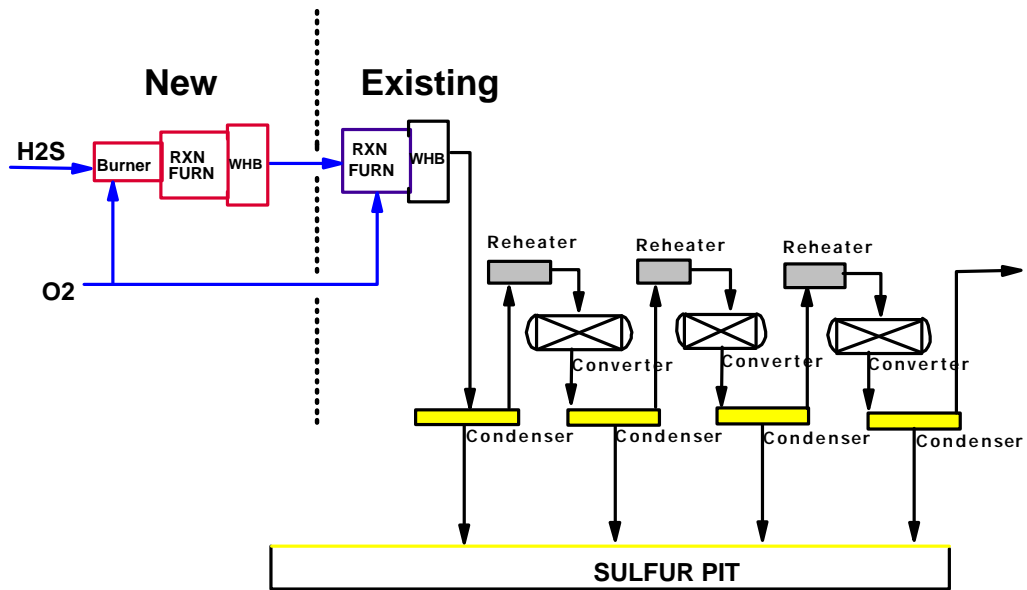 New
Existing
H2S
Burner
RXN
FURN
WHB
RXN
FURN
WHB
O2
Reheater
Reheater
Reheater
Converter
Converter
Converter
Condenser
Condenser
Condenser
Condenser
SULFUR PIT